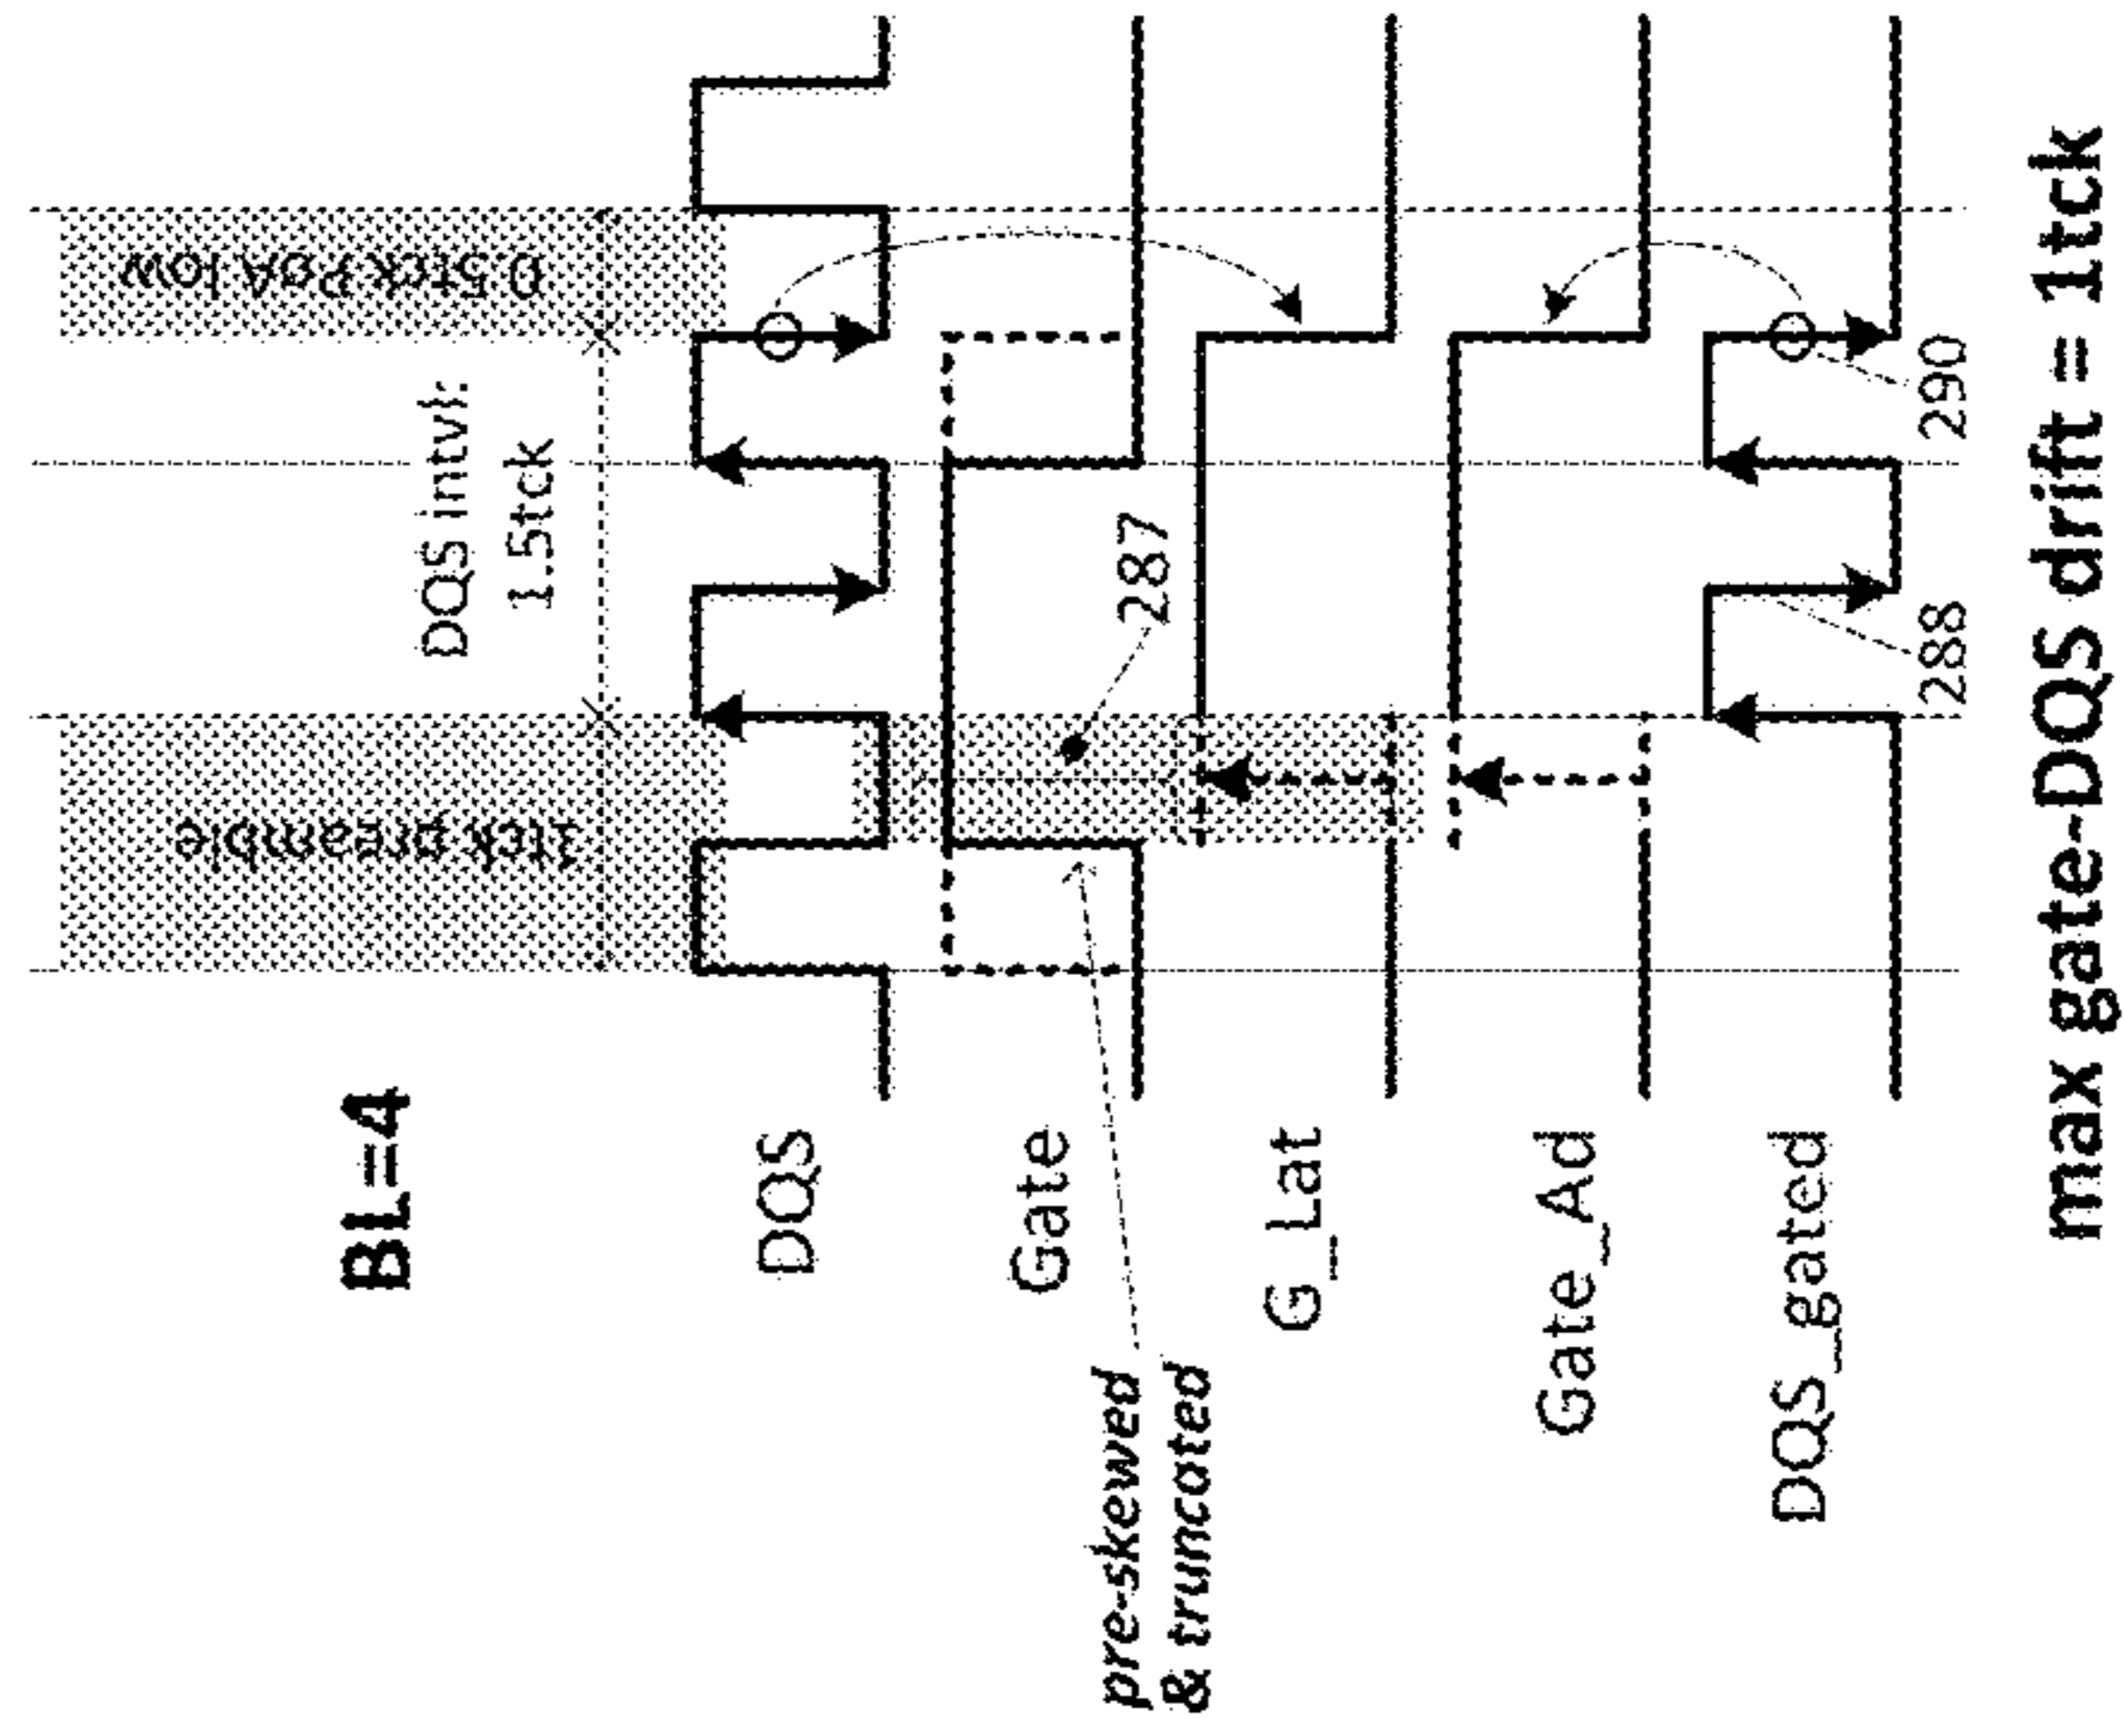 BL=4
1tck preamble
DQS intvl:
1.5tck
0.5tck PoA low
DQS
Gate
pre-skewed
& truncated
287
G_Lat
Gate_Ad
DQS_gated
288
290
max gate-DQS drift = 1tck